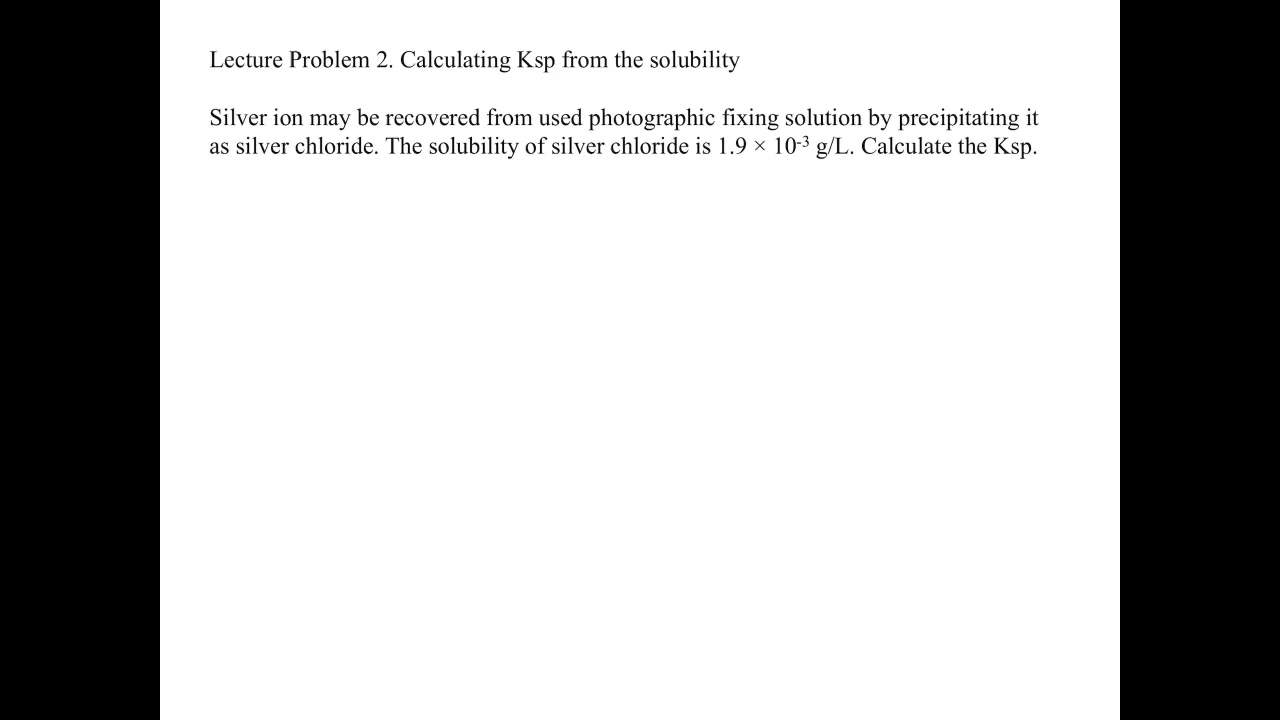 Lecture Problem 2. Calculating Ksp from the solubility
Silver ion may be recovered from used photographic fixing solution by precipitating it
as silver chloride. The solubility of silver chloride is 1.9 × 10⁻³ g/L. Calculate the Ksp.